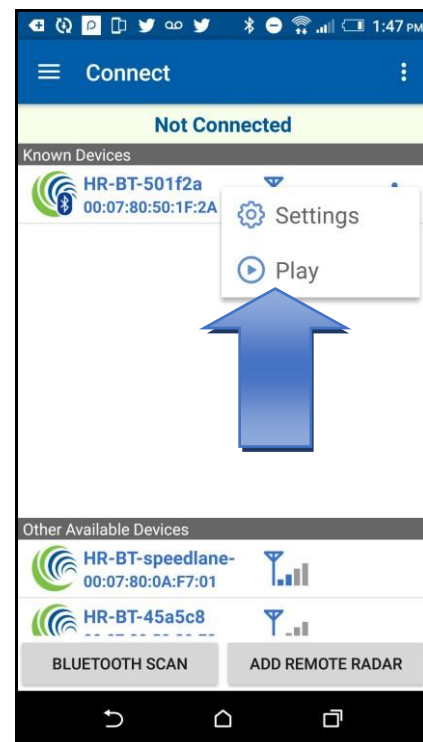 1:47 PM
Connect
Not Connected
Known Devices
HR-BT-501f2a
00:07:80:50:1F:2A
Settings
Play
Other Available Devices
HR-BT-speedlane-
00:07:80:0A:F7:01
HR-BT-45a5c8
BLUETOOTH SCAN
ADD REMOTE RADAR